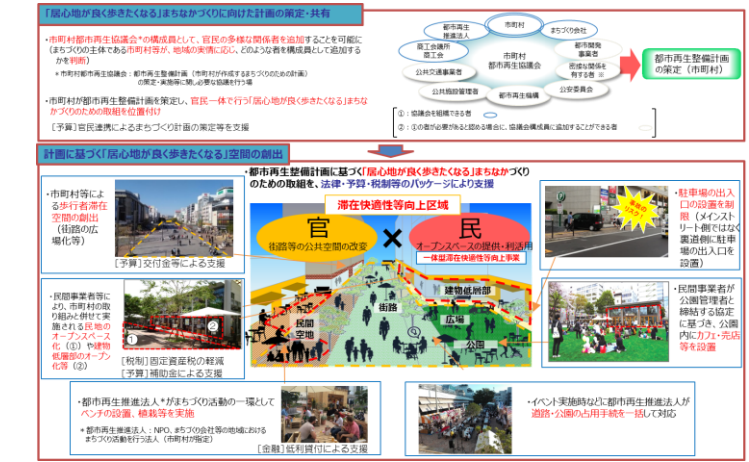 「居心地が良く歩きたくなる」まちなかづくりに向けた計画の策定・共有
・市町村都市再生協議会*の構成員として、官民の多様な関係者を追加することを可能に
（まちづくりの主体である市町村等が、地域の実情に応じ、どのような者を構成員として追加する
かを判断）
＊市町村都市再生協議会：都市再生整備計画（市町村が作成するまちづくりのための計画）
の策定・実施等に関し必要な協議を行う場
・市町村が都市再生整備計画を策定し、官民一体で行う「居心地が良く歩きたくなる」まちな
かづくりのための取組を位置付け
［予算］官民連携によるまちづくり計画の策定等を支援
市町村
都市再生
推進法人
まちづくり会社
商工会議所
商工会
市町村
都市再生協議会
都市開発
事業者
公共交通事業者
密接な関係を
有する者 ※
公共施設管理者
都市再生機構
公安委員会
①：協議会を組織できる者
②：①の者が必要があると認める場合に、協議会構成員に追加することができる者
都市再生整備計画
の策定（市町村）
計画に基づく「居心地が良く歩きたくなる」空間の創出
・都市再生整備計画に基づく「居心地が良く歩きたくなる」まちなかづくり
のための取組を、法律・予算・税制等のパッケージにより支援
・市町村等によ
る歩行者滞在
空間の創出
（街路の広
場化等）
［予算］交付金等による支援
滞在快適性等向上区域
官
街路等の公共空間の改変
×
民
オープンスペースの提供・利活用
一体型滞在快適性等向上事業
建物低層部
街路
広場
民間
空地
公園
事故の
リスク！
・駐車場の出入
口の設置を制
限（メインスト
リート側ではなく
裏道側に駐車
場の出入口を
設置）
・民間事業者等に
より、市町村の取
り組みと併せて実
施される民地の
オープンスペース
化（①）や建物
低層部のオープ
ン化等（②）
①
②
［税制］固定資産税の軽減
［予算］補助金による支援
・民間事業者が
公園管理者と
締結する協定
に基づき、公園
内にカフェ・売店
等を設置
・都市再生推進法人＊がまちづくり活動の一環として
ベンチの設置、植栽等を実施
＊都市再生推進法人：NPO、まちづくり会社等の地域における
まちづくり活動を行う法人（市町村が指定）
［金融］低利貸付による支援
・イベント実施時などに都市再生推進法人が
道路・公園の占用手続を一括して対応